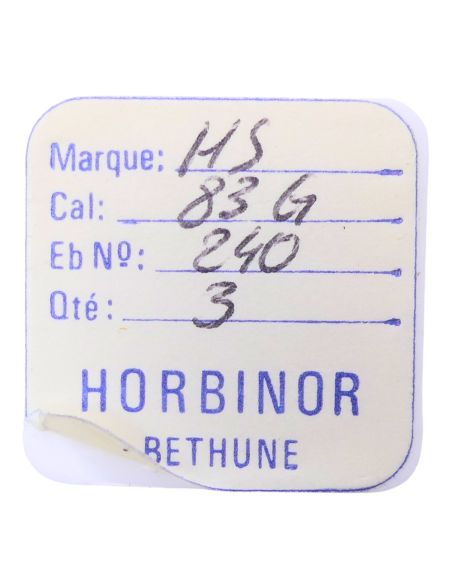 Marque: HS
Cal: 83 G
Eb Nº: 240
Qté: 3
HORBINOR
BETHUNE